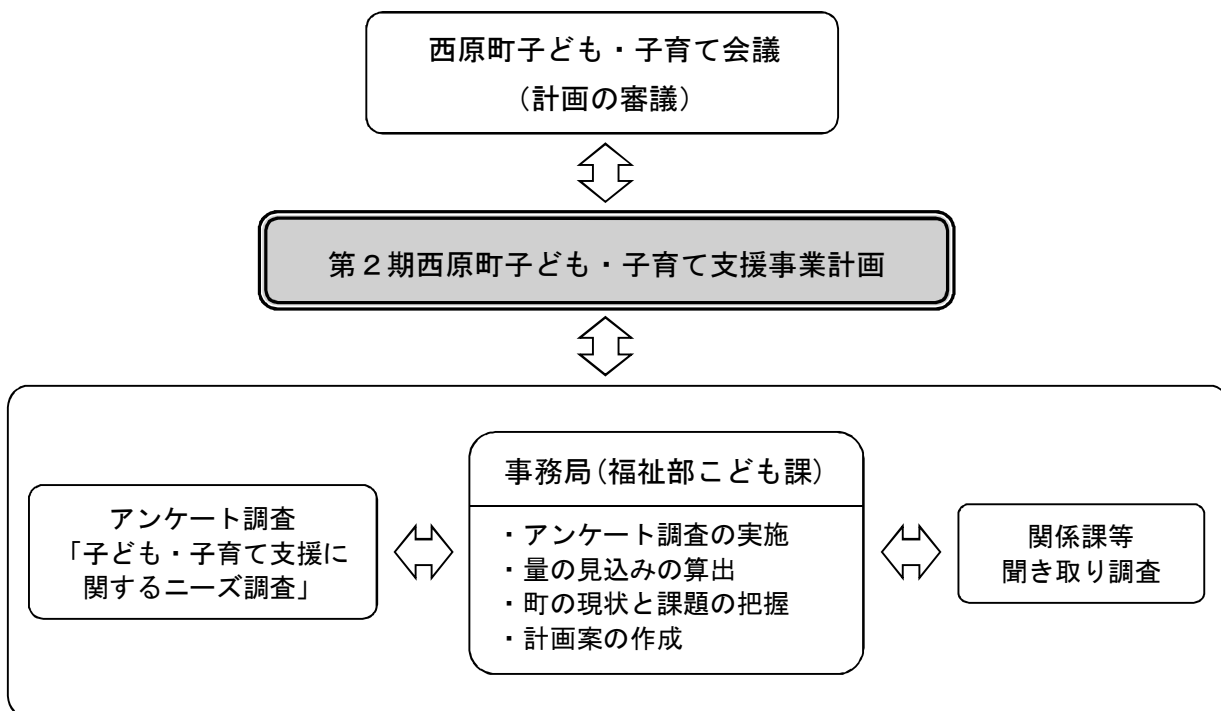 西原町子ども・子育て会議
（計画の審議）
第２期西原町子ども・子育て支援事業計画
アンケート調査
「子ども・子育て支援に
関するニーズ調査」
事務局（福祉部こども課）
・アンケート調査の実施
・量の見込みの算出
・町の現状と課題の把握
・計画案の作成
関係課等
聞き取り調査